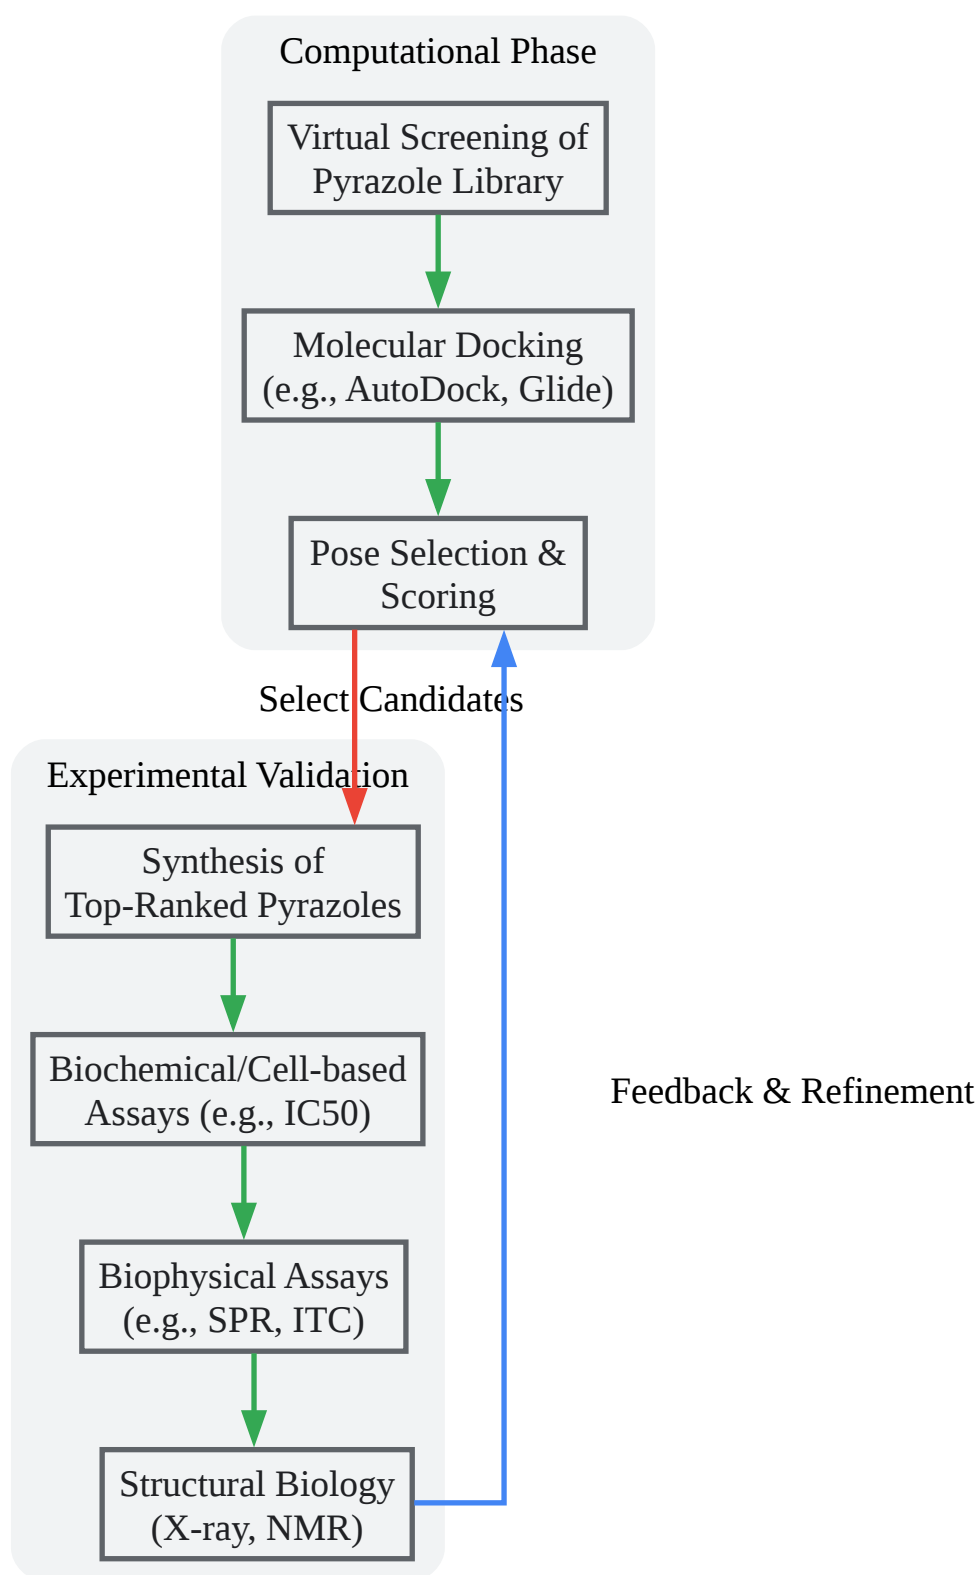 Computational Phase
Virtual Screening of
Pyrazole Library
Molecular Docking
(e.g., AutoDock, Glide)
Pose Selection &
Scoring
Select Candidates
Experimental Validation
Synthesis of
Top-Ranked Pyrazoles
Biochemical/Cell-based
Assays (e.g., IC50)
Feedback & Refinement
Biophysical Assays
(e.g., SPR, ITC)
Structural Biology
(X-ray, NMR)